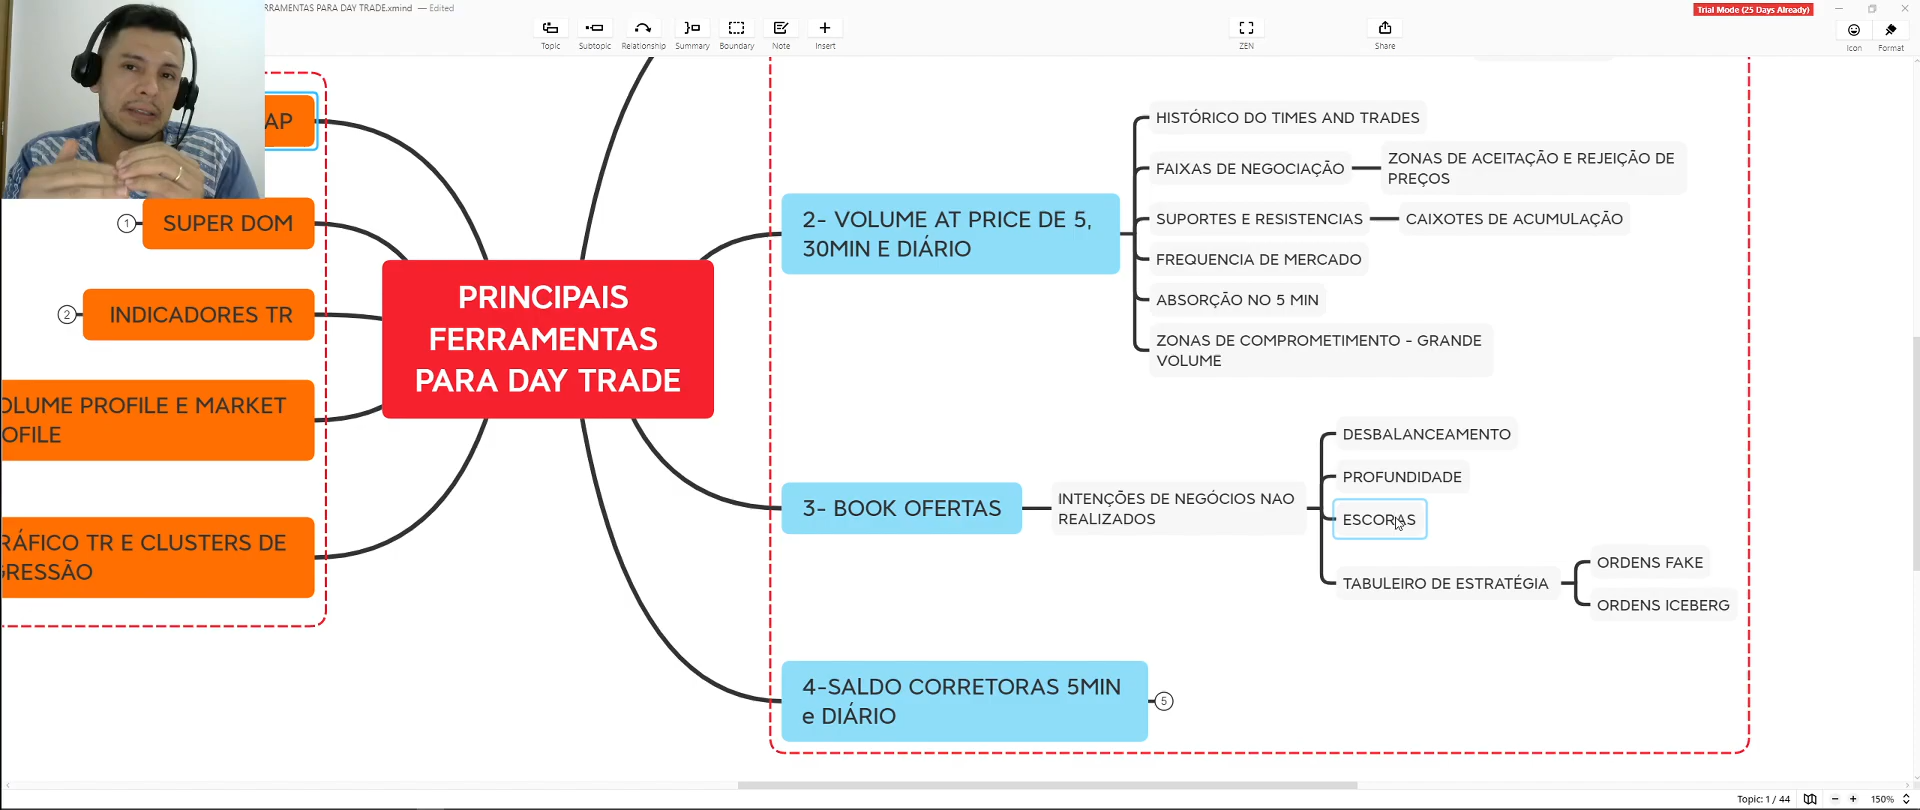 RRAMENTAS PARA DAY TRADE.xmind — Edited
Trial Mode (25 Days Already)
Topic
Subtopic
Relationship
Summary
Boundary
Note
Insert
ZEN
Share
Icon
Format
AP
1
SUPER DOM
2
INDICADORES TR
OLUME PROFILE E MARKET
OFILE
RÁFICO TR E CLUSTERS DE
GRESSÃO
PRINCIPAIS
FERRAMENTAS
PARA DAY TRADE
2- VOLUME AT PRICE DE 5,
30MIN E DIÁRIO
HISTÓRICO DO TIMES AND TRADES
FAIXAS DE NEGOCIAÇÃO
ZONAS DE ACEITAÇÃO E REJEIÇÃO DE
PREÇOS
SUPORTES E RESISTENCIAS
CAIXOTES DE ACUMULAÇÃO
FREQUENCIA DE MERCADO
ABSORÇÃO NO 5 MIN
ZONAS DE COMPROMETIMENTO - GRANDE
VOLUME
3- BOOK OFERTAS
INTENÇÕES DE NEGÓCIOS NAO
REALIZADOS
DESBALANCEAMENTO
PROFUNDIDADE
ESCORAS
TABULEIRO DE ESTRATÉGIA
ORDENS FAKE
ORDENS ICEBERG
4-SALDO CORRETORAS 5MIN
e DIÁRIO
5
Topic: 1 / 44
150%